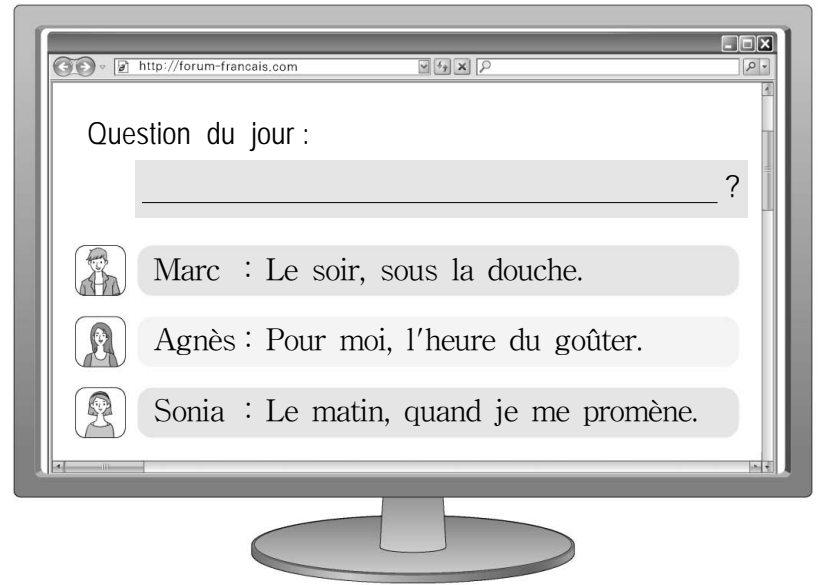 http://forum-francais.com
Question du jour :
?
Marc : Le soir, sous la douche.
Agnès : Pour moi, l'heure du goûter.
Sonia : Le matin, quand je me promène.